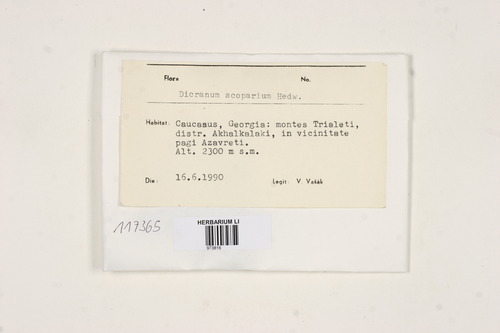 Flora No.
Dicranum scoparium Hedw.
Habitat: Caucasus, Georgia: montes Trialeti,
distr. Akhalkalaki, in vicinitate
pagi Azavreti.
Alt. 2300 m s.m.
Die: 16.6.1990 Legit: V. Vašák
117365
HERBARIUM LI